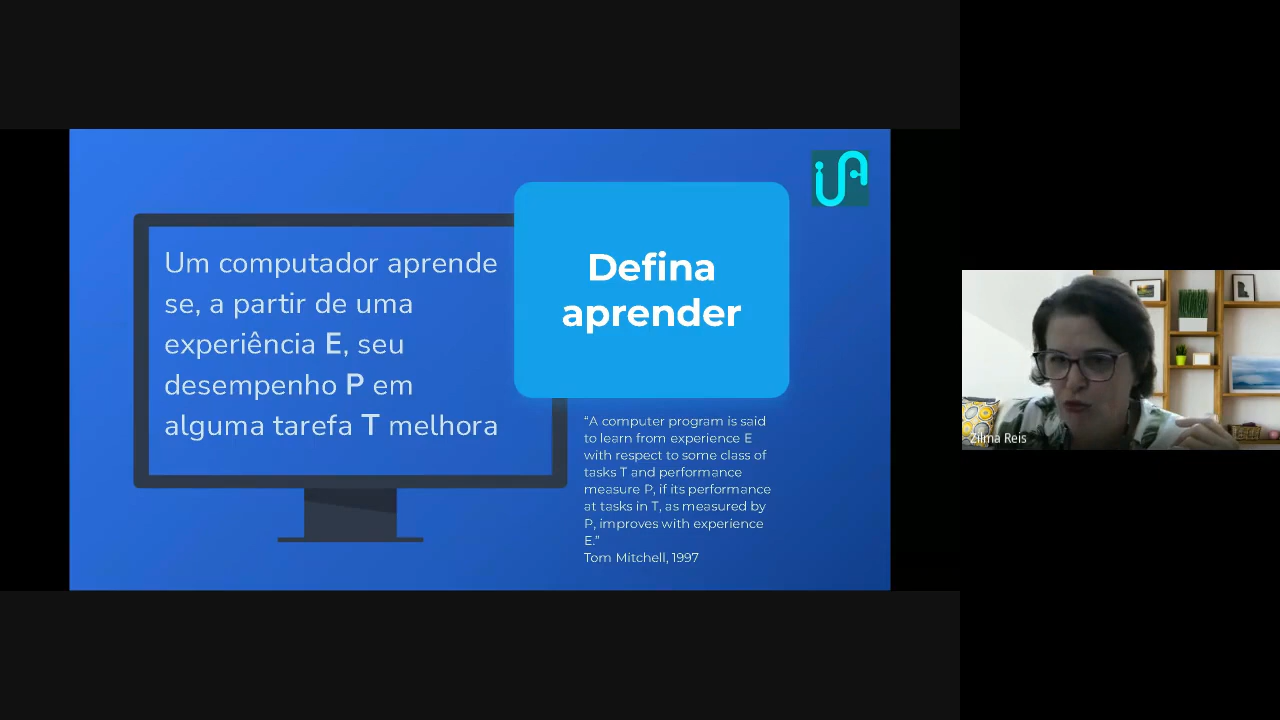 Um computador aprende
se, a partir de uma
experiência E, seu
desempenho P em
alguma tarefa T melhora
Defina
aprender
“A computer program is said
to learn from experience E
with respect to some class of
tasks T and performance
measure P, if its performance
at tasks in T, as measured by
P, improves with experience
E.”
Tom Mitchell, 1997
Zilma Reis